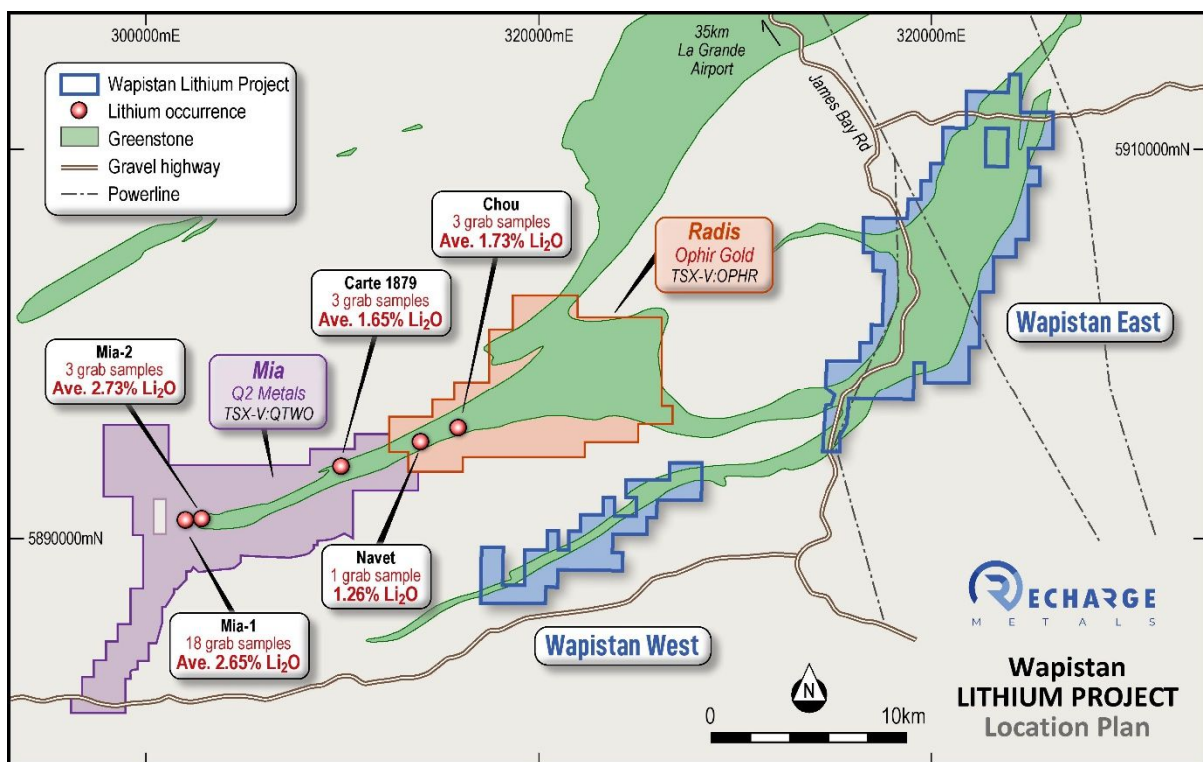 300000mE
320000mE
320000mE
35km
La Grande
Airport
James Bay Rd
Wapistan Lithium Project
Lithium occurrence
Greenstone
Gravel highway
Powerline
5910000mN
Chou
3 grab samples
Ave. 1.73% Li₂O
Radis
Ophir Gold
TSX-V:OPHR
Carte 1879
3 grab samples
Ave. 1.65% Li₂O
Wapistan East
Mia-2
3 grab samples
Ave. 2.73% Li₂O
Mia
Q2 Metals
TSX-V:QTWO
5890000mN
Navet
1 grab sample
1.26% Li₂O
Mia-1
18 grab samples
Ave. 2.65% Li₂O
Wapistan West
RECHARGE
METALS
N
0
10km
Wapistan
LITHIUM PROJECT
Location Plan